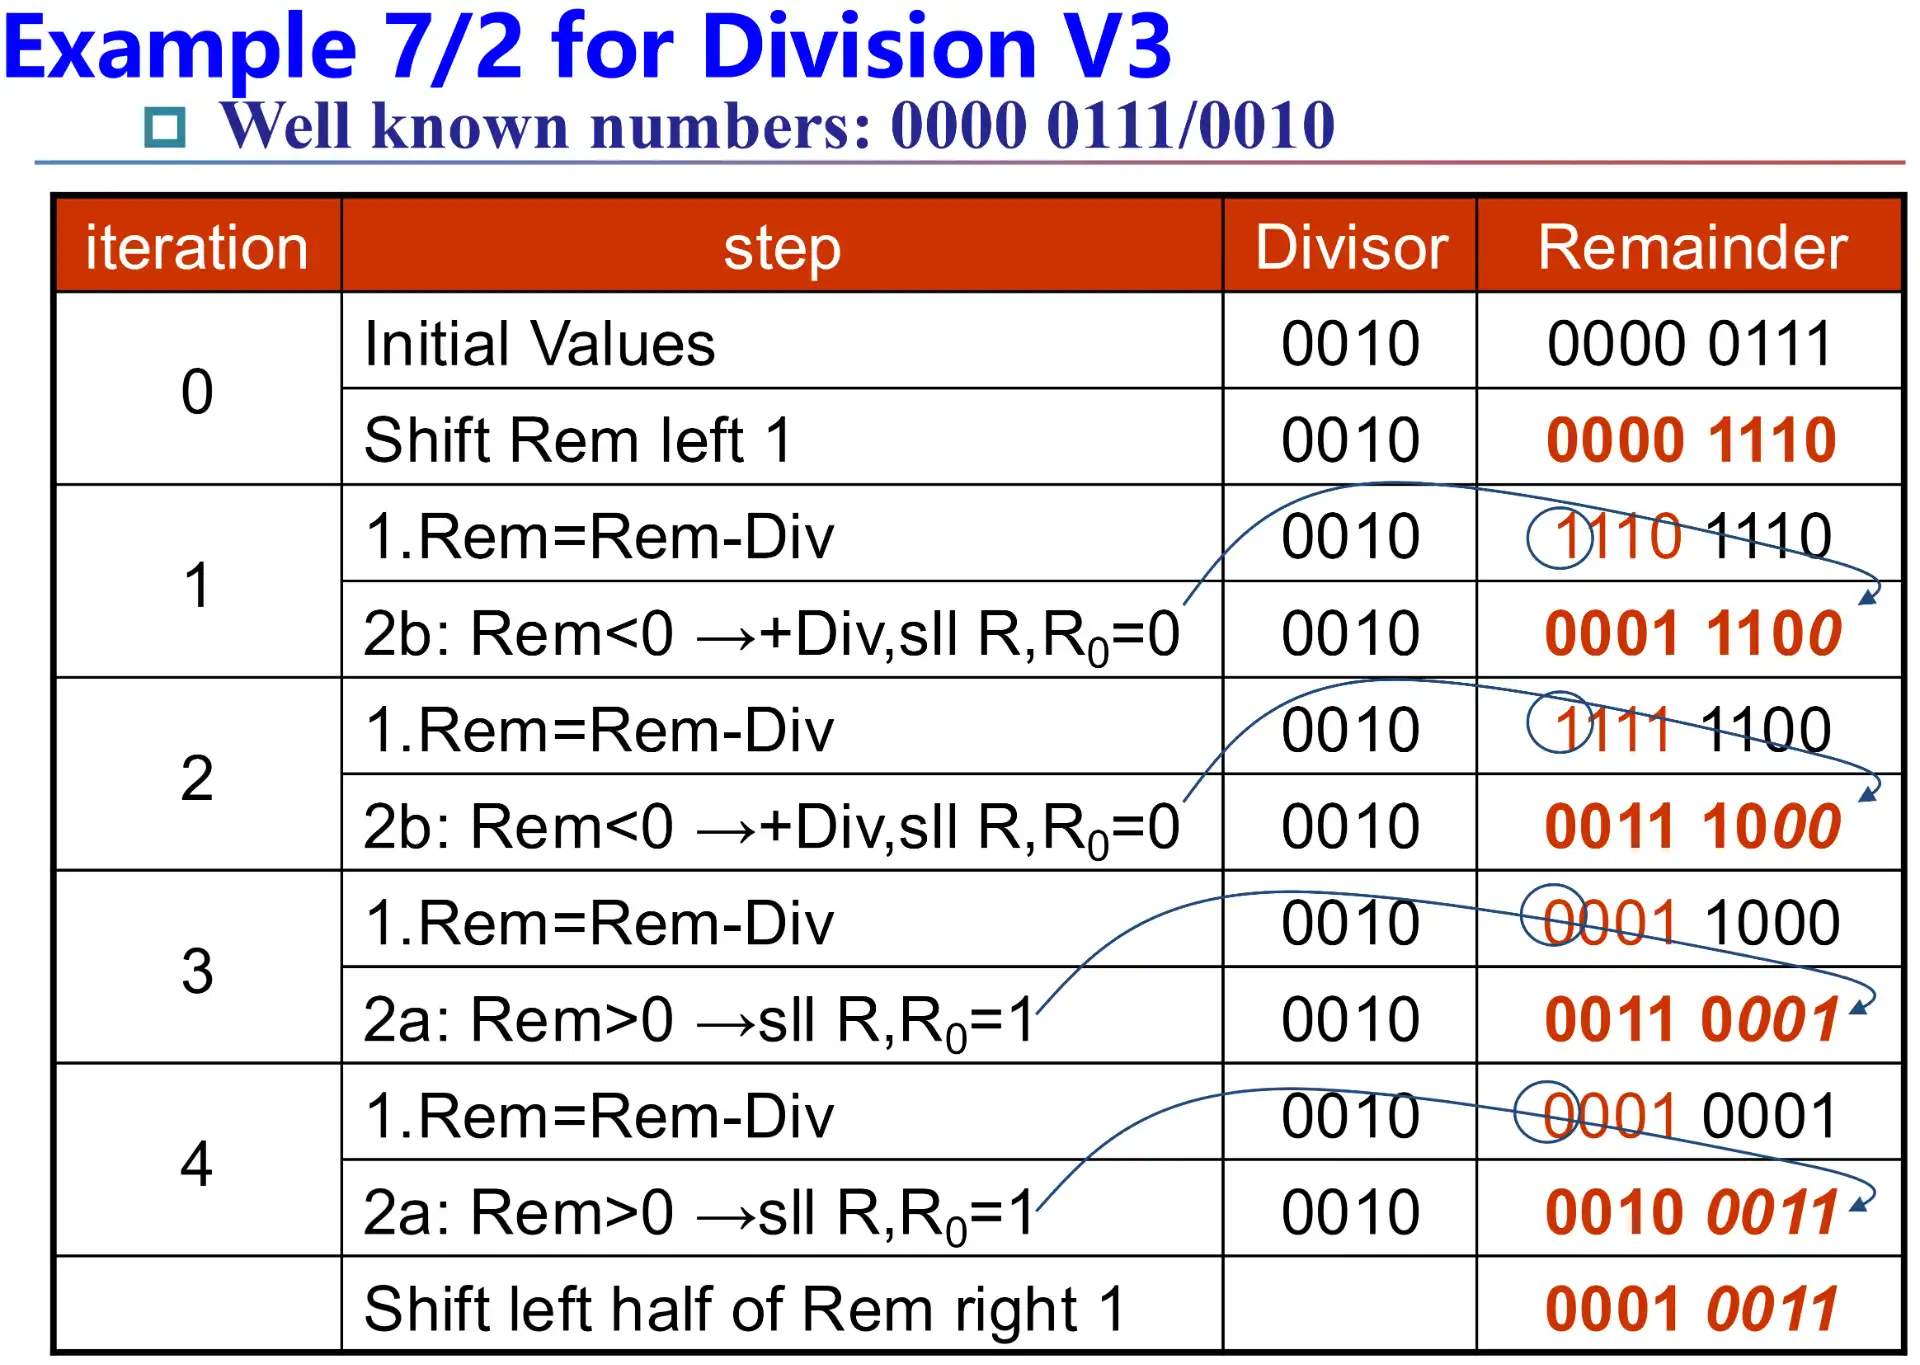 Example 7/2 for Division V3
Well known numbers: 0000 0111/0010
iteration step Divisor Remainder
0
Initial Values 0010 0000 0111
Shift Rem left 1 0010 0000 1110
1
1.Rem=Rem-Div 0010 1110 1110
2b: Rem<0 →+Div,sll R,R₀=0 0010 0001 1100
2
1.Rem=Rem-Div 0010 1111 1100
2b: Rem<0 →+Div,sll R,R₀=0 0010 0011 1000
3
1.Rem=Rem-Div 0010 0001 1000
2a: Rem>0 →sll R,R₀=1 0010 0011 0001
4
1.Rem=Rem-Div 0010 0001 0001
2a: Rem>0 →sll R,R₀=1 0010 0010 0011
Shift left half of Rem right 1 0001 0011